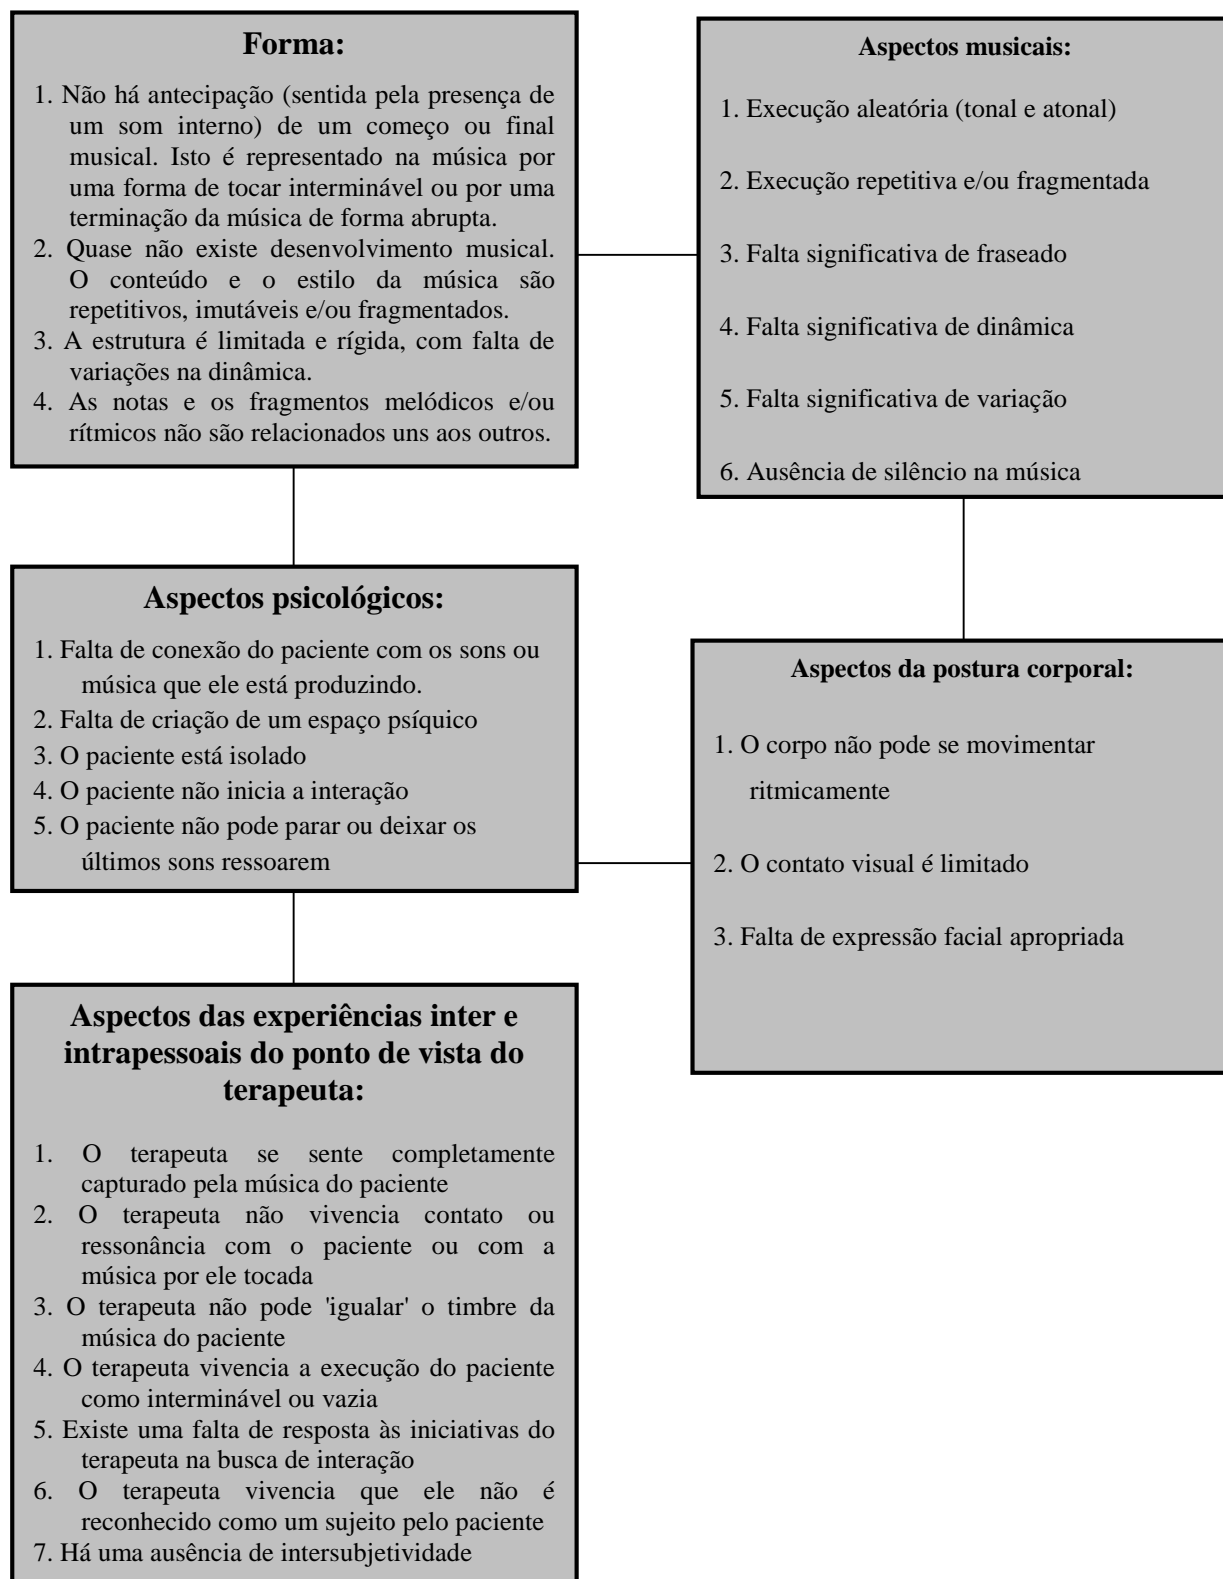 Forma:
1. Não há antecipação (sentida pela presença de
um som interno) de um começo ou final
musical. Isto é representado na música por
uma forma de tocar interminável ou por uma
terminação da música de forma abrupta.
2. Quase não existe desenvolvimento musical.
O conteúdo e o estilo da música são
repetitivos, imutáveis e/ou fragmentados.
3. A estrutura é limitada e rígida, com falta de
variações na dinâmica.
4. As notas e os fragmentos melódicos e/ou
rítmicos não são relacionados uns aos outros.
Aspectos musicais:
1. Execução aleatória (tonal e atonal)
2. Execução repetitiva e/ou fragmentada
3. Falta significativa de fraseado
4. Falta significativa de dinâmica
5. Falta significativa de variação
6. Ausência de silêncio na música
Aspectos psicológicos:
1. Falta de conexão do paciente com os sons ou
música que ele está produzindo.
2. Falta de criação de um espaço psíquico
3. O paciente está isolado
4. O paciente não inicia a interação
5. O paciente não pode parar ou deixar os
últimos sons ressoarem
Aspectos da postura corporal:
1. O corpo não pode se movimentar
ritmicamente
2. O contato visual é limitado
3. Falta de expressão facial apropriada
Aspectos das experiências inter e
intrapessoais do ponto de vista do
terapeuta:
1. O terapeuta se sente completamente
capturado pela música do paciente
2. O terapeuta não vivencia contato ou
ressonância com o paciente ou com a
música por ele tocada
3. O terapeuta não pode 'igualar' o timbre da
música do paciente
4. O terapeuta vivencia a execução do paciente
como interminável ou vazia
5. Existe uma falta de resposta às iniciativas do
terapeuta na busca de interação
6. O terapeuta vivencia que ele não é
reconhecido como um sujeito pelo paciente
7. Há uma ausência de intersubjetividade